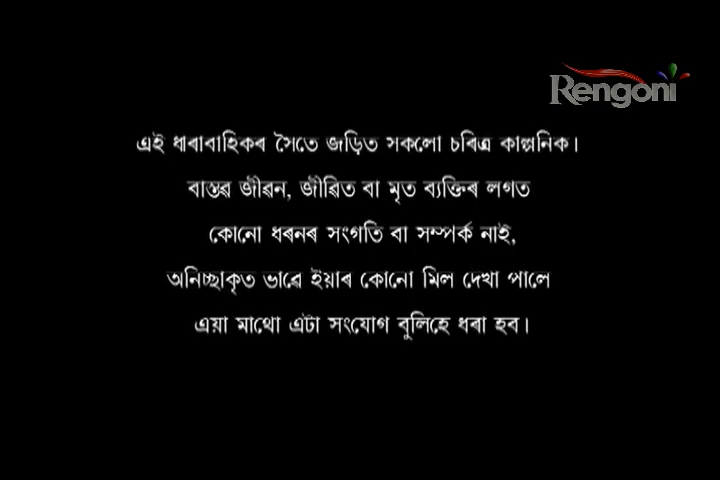 Rengoni
এই ধাৰাবাহিকৰ সৈতে জড়িত সকলো চৰিত্ৰ কাল্পনিক।
বাস্তৱ জীৱন, জীৱিত বা মৃত ব্যক্তিৰ লগত
কোনো ধৰনৰ সংগতি বা সম্পৰ্ক নাই,
অনিচ্ছাকৃত ভাৱে ইয়াৰ কোনো মিল দেখা পালে
এয়া মাথো এটা সংযোগ বুলিহে ধৰা হব।